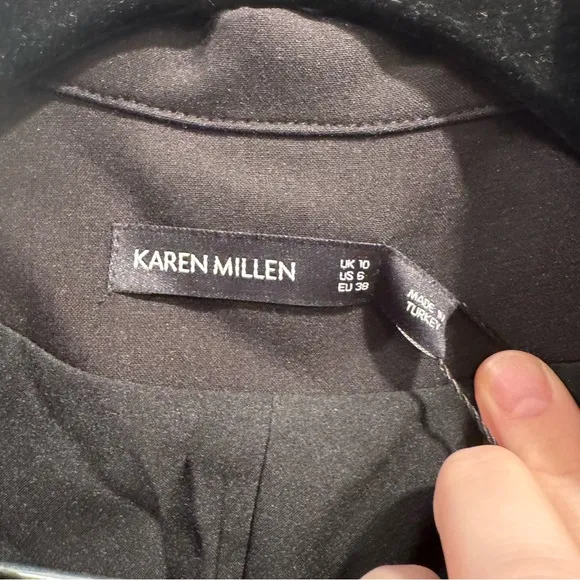 KAREN MILLEN
UK 10
US 6
EU 38
MADE IN
TURKEY